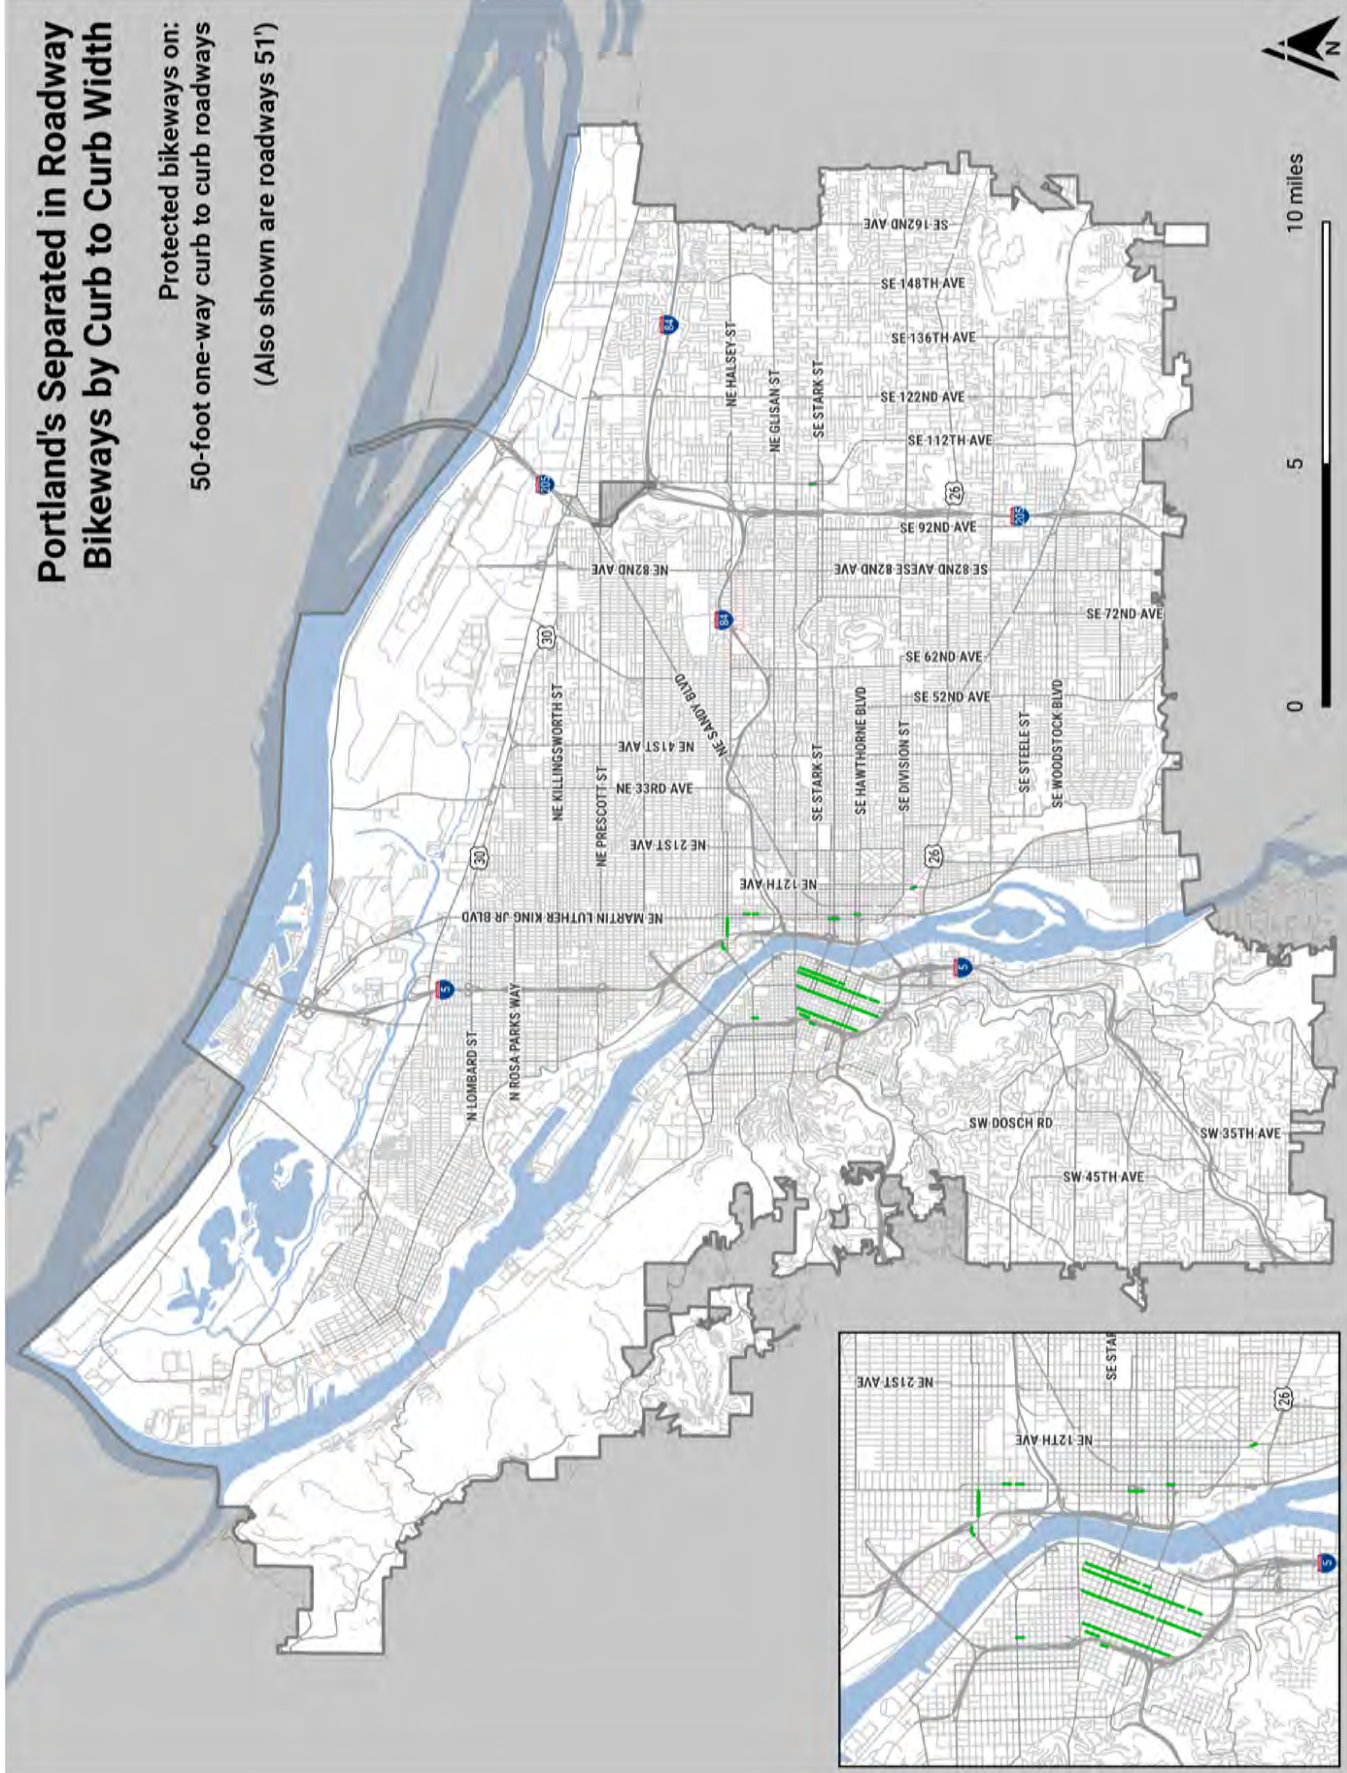 Portland's Separated in Roadway
Bikeways by Curb to Curb Width
Protected bikeways on:
50-foot one-way curb to curb roadways
(Also shown are roadways 51')
N
205
84
SE 162ND AVE
SE 148TH AVE
SE 136TH AVE
NE HALSEY ST
NE GLISAN ST
SE STARK ST
SE 122ND AVE
SE 112TH AVE
26
205
SE 92ND AVE
NE 82ND AVE
SE 82ND AVE
SE 82ND AVE
SE 72ND AVE
84
30
SE 62ND AVE
SE 52ND AVE
NE SANDY BLVD
NE KILLINGSWORTH ST
NE 41ST AVE
NE 33RD AVE
NE PRESCOTT ST
SE STARK ST
SE HAWTHORNE BLVD
SE DIVISION ST
SE STEELE ST
SE WOODSTOCK BLVD
30
NE 21ST AVE
26
NE 12TH AVE
NE MARTIN LUTHER KING JR BLVD
5
5
N LOMBARD ST
N ROSA PARKS WAY
SW DOSCH RD
SW 35TH AVE
SW 45TH AVE
0 5 10 miles
NE 21ST AVE
SE STAR
NE 12TH AVE
26
5